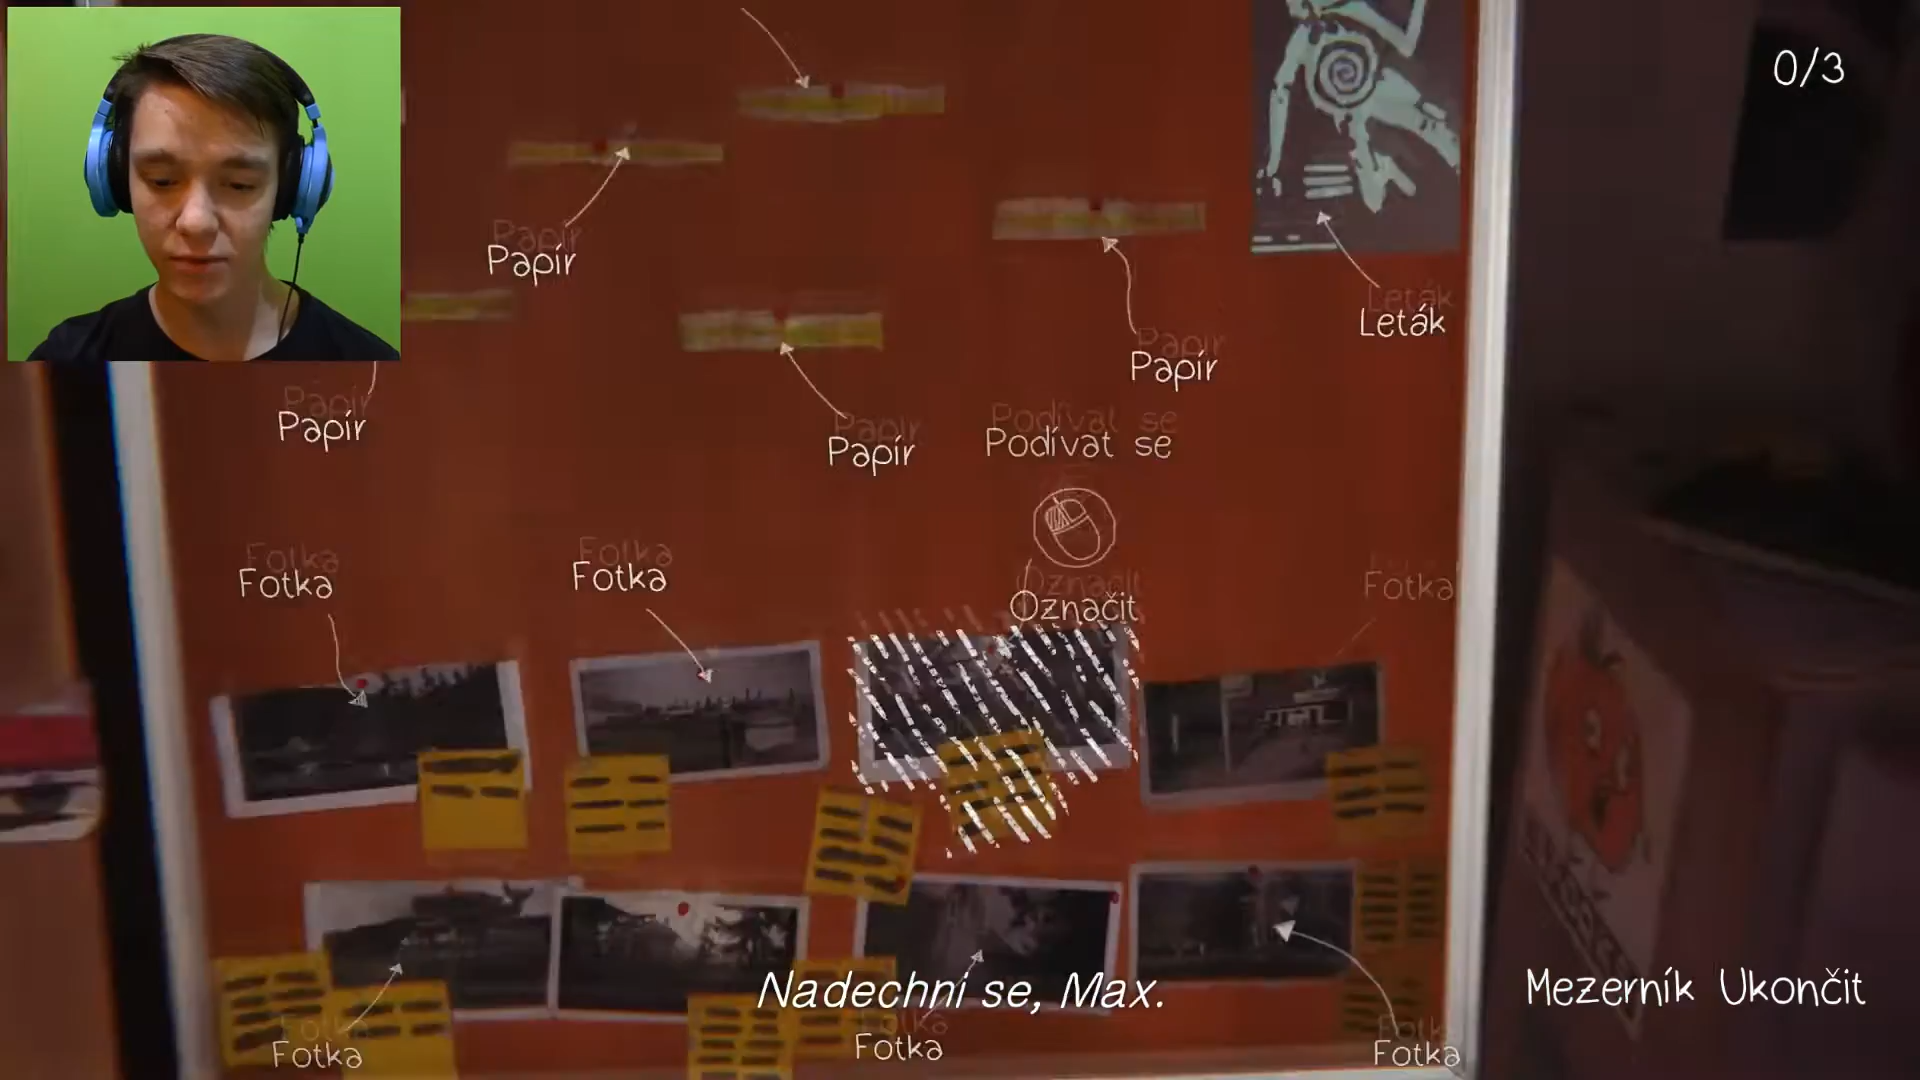 0/3
Papír
Leták
Papír
Papír
Podívat se
Papír
Fotka
Fotka
Fotka
Označit
Nadechni se, Max.
Mezerník Ukončit
Fotka
Fotka
Fotka